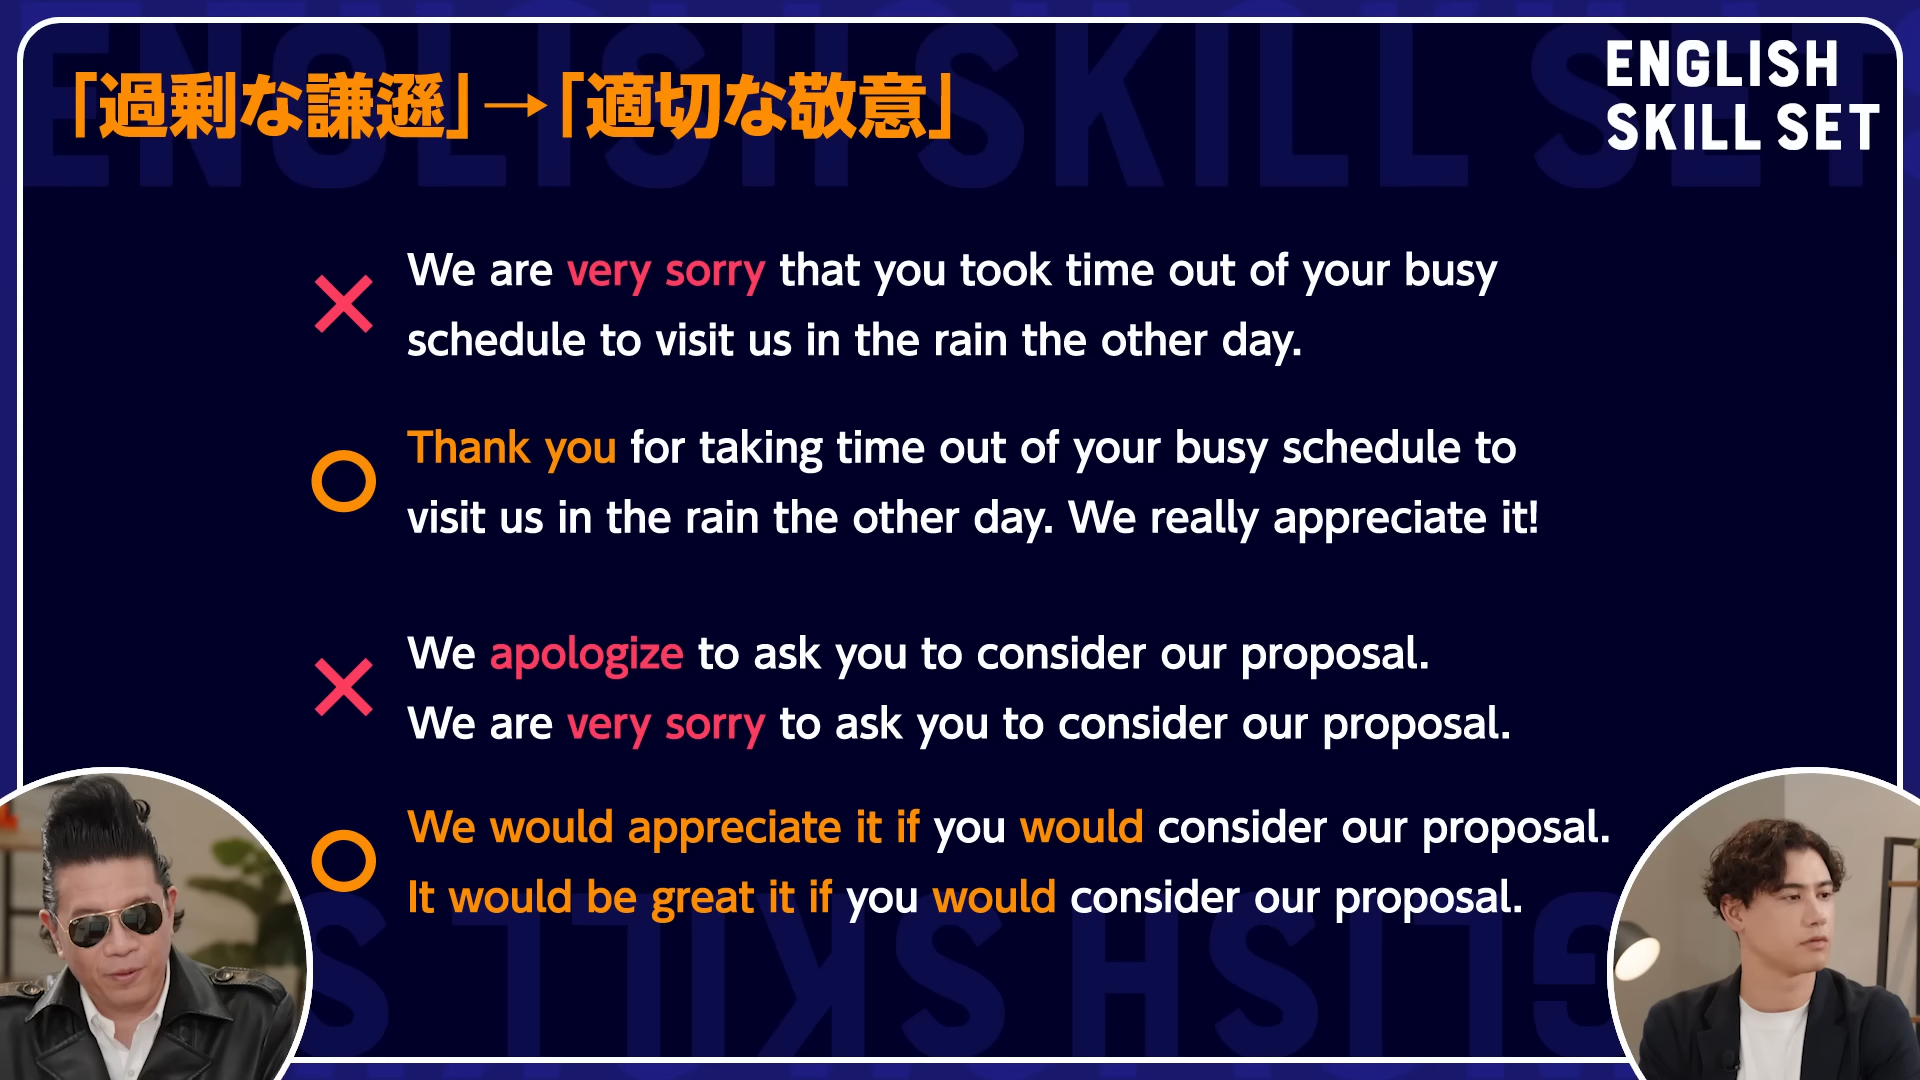 「過剰な謙遜」→「適切な敬意」
ENGLISH
SKILL SET
× We are very sorry that you took time out of your busy
schedule to visit us in the rain the other day.
○ Thank you for taking time out of your busy schedule to
visit us in the rain the other day. We really appreciate it!
× We apologize to ask you to consider our proposal.
We are very sorry to ask you to consider our proposal.
○ We would appreciate it if you would consider our proposal.
It would be great it if you would consider our proposal.